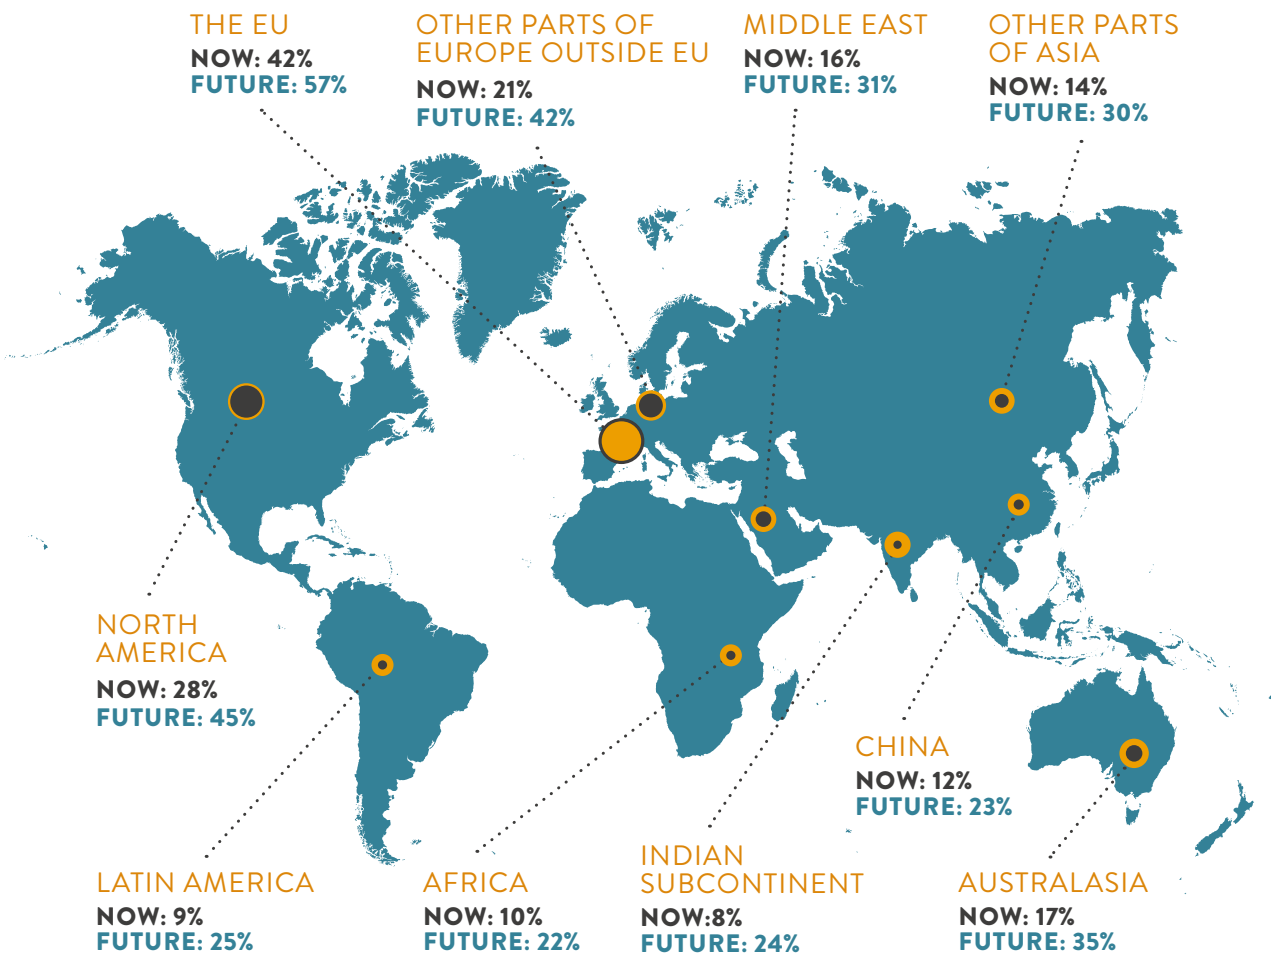 THE EU
NOW: 42%
FUTURE: 57%
OTHER PARTS OF
EUROPE OUTSIDE EU
NOW: 21%
FUTURE: 42%
MIDDLE EAST
NOW: 16%
FUTURE: 31%
OTHER PARTS
OF ASIA
NOW: 14%
FUTURE: 30%
NORTH
AMERICA
NOW: 28%
FUTURE: 45%
CHINA
NOW: 12%
FUTURE: 23%
LATIN AMERICA
NOW: 9%
FUTURE: 25%
AFRICA
NOW: 10%
FUTURE: 22%
INDIAN
SUBCONTINENT
NOW:8%
FUTURE: 24%
AUSTRALASIA
NOW: 17%
FUTURE: 35%